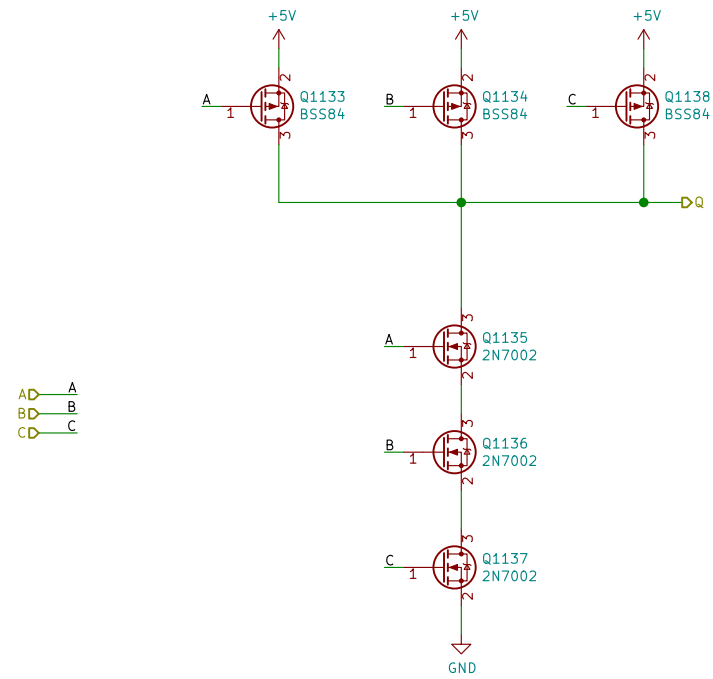 +5V +5V +5V
2 2 2
A 1 Q1133 B 1 Q1134 C 1 Q1138
BSS84 BSS84 BSS84
3 3 3
Q
3
A 1 Q1135
2N7002
2
A A
B B
C C
3
B 1 Q1136
2N7002
2
3
C 1 Q1137
2N7002
2
GND